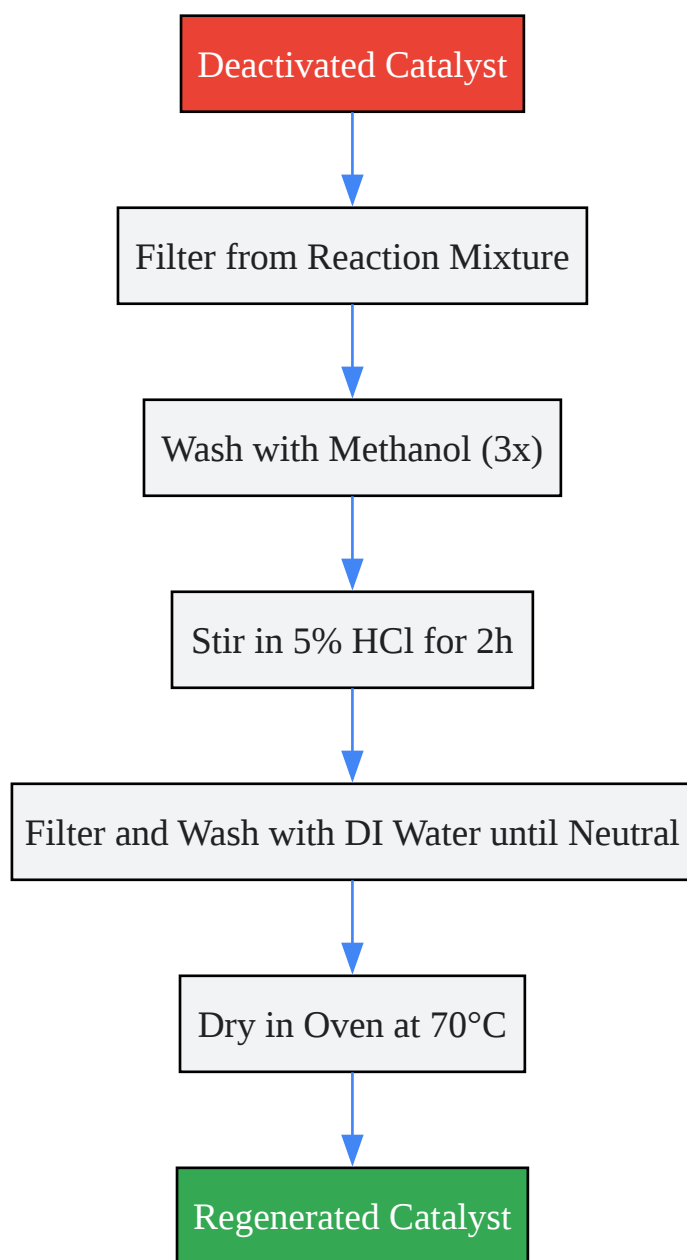 Deactivated Catalyst
Filter from Reaction Mixture
Wash with Methanol (3x)
Stir in 5% HCl for 2h
Filter and Wash with DI Water until Neutral
Dry in Oven at 70°C
Regenerated Catalyst